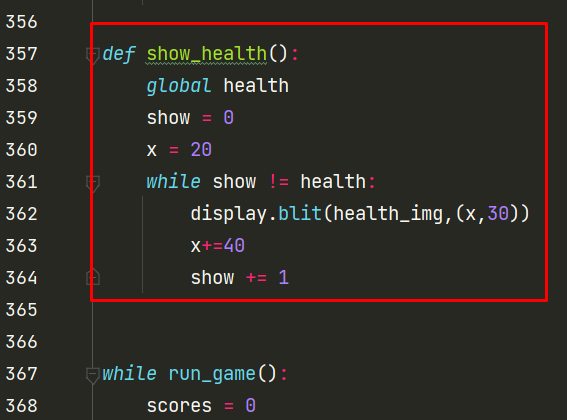 356
357 def show_health():
358     global health
359     show = 0
360     x = 20
361     while show != health:
362         display.blit(health_img,(x,30))
363         x+=40
364         show += 1
365
366
367 while run_game():
368     scores = 0